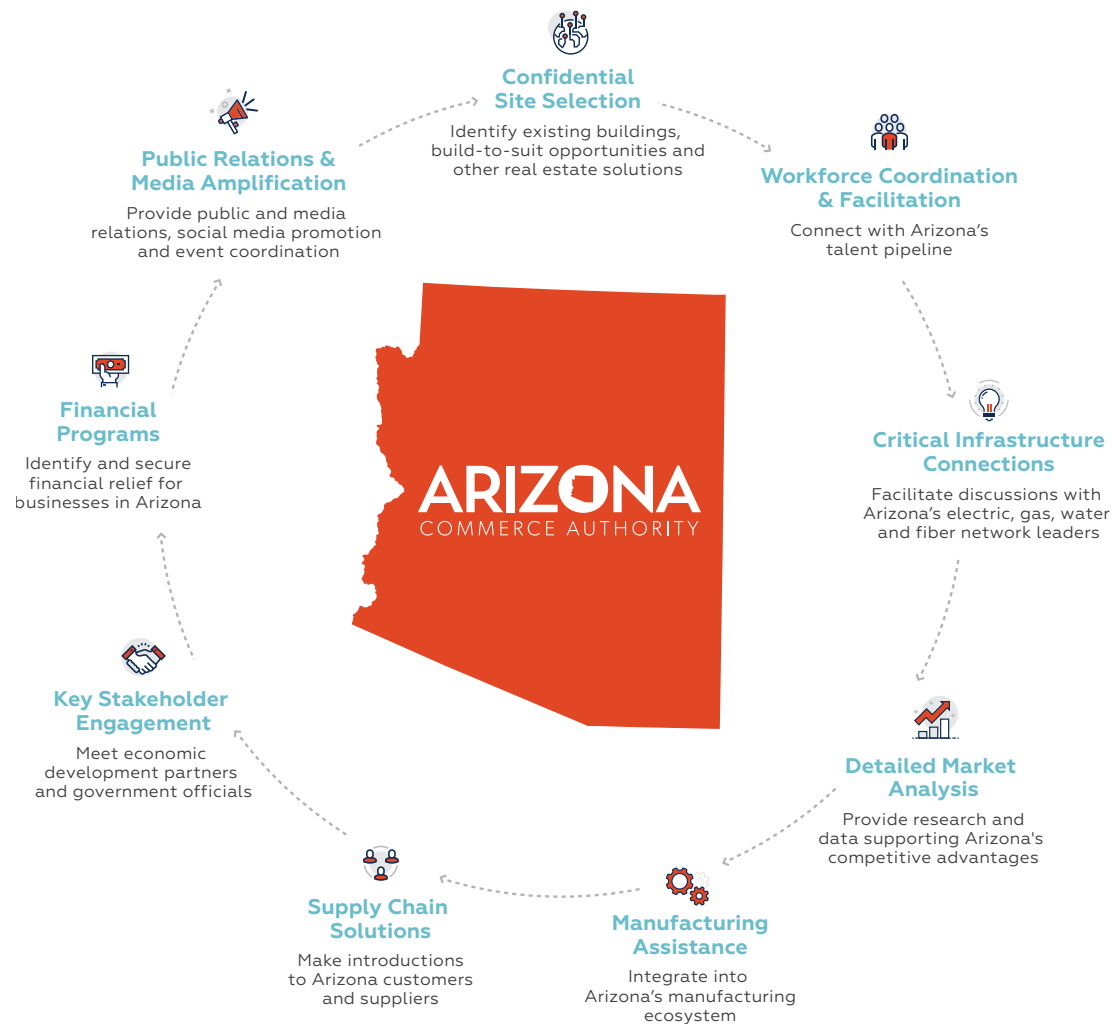 Confidential
Site Selection
Identify existing buildings,
build-to-suit opportunities and
other real estate solutions
Workforce Coordination
& Facilitation
Connect with Arizona’s
talent pipeline
Critical Infrastructure
Connections
Facilitate discussions with
Arizona’s electric, gas, water
and fiber network leaders
Detailed Market
Analysis
Provide research and
data supporting Arizona's
competitive advantages
Manufacturing
Assistance
Integrate into
Arizona’s manufacturing
ecosystem
Supply Chain
Solutions
Make introductions
to Arizona customers
and suppliers
Key Stakeholder
Engagement
Meet economic
development partners
and government officials
Financial
Programs
Identify and secure
financial relief for
businesses in Arizona
Public Relations &
Media Amplification
Provide public and media
relations, social media promotion
and event coordination
ARIZONA
COMMERCE AUTHORITY